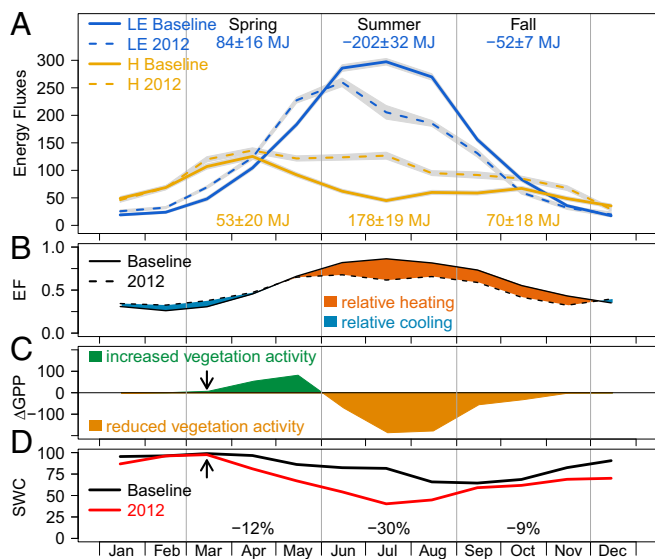 A
LE Baseline
LE 2012
H Baseline
H 2012
Spring
Summer
Fall
84±16 MJ
−202±32 MJ
−52±7 MJ
Energy Fluxes
300
250
200
150
100
50
0
53±20 MJ
178±19 MJ
70±18 MJ
B
EF
1.0
0.5
0.0
Baseline
2012
relative heating
relative cooling
C
ΔGPP
0
−100
increased vegetation activity
reduced vegetation activity
D
SWC
100
75
50
25
0
Baseline
2012
−12%
−30%
−9%
Jan Feb Mar Apr May Jun Jul Aug Sep Oct Nov Dec